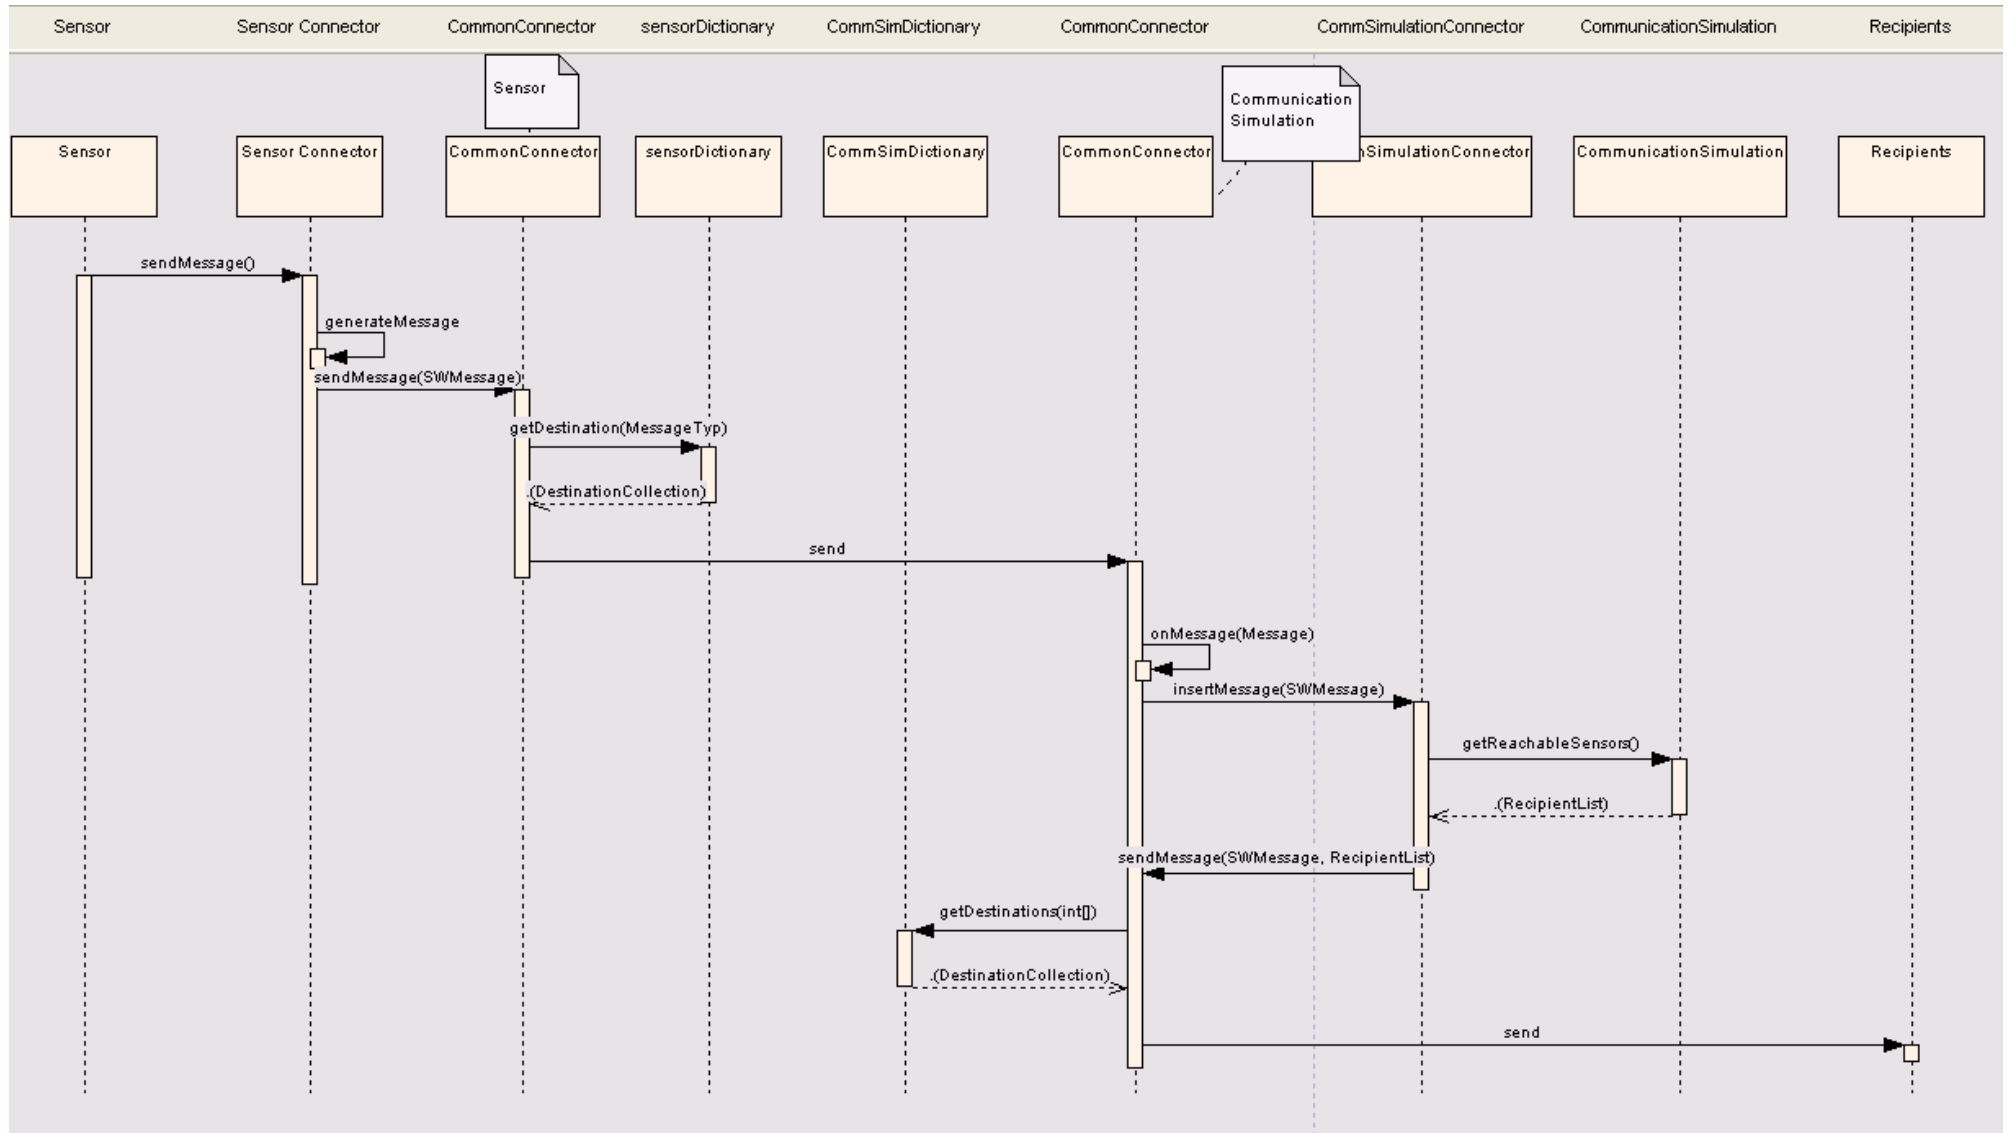 Sensor
Sensor Connector
CommonConnector
sensorDictionary
CommSimDictionary
CommonConnector
CommSimulationConnector
CommunicationSimulation
Recipients
Sensor
Communication
Simulation
Sensor
Sensor Connector
CommonConnector
sensorDictionary
CommSimDictionary
CommonConnector
SimulationConnector
CommunicationSimulation
Recipients
sendMessage()
generateMessage
sendMessage(SWMessage)
getDestination(MessageTyp)
.(DestinationCollection)
send
onMessage(Message)
insertMessage(SWMessage)
getReachableSensors()
.(RecipientList)
sendMessage(SWMessage, RecipientList)
getDestinations(int[])
.(DestinationCollection)
send